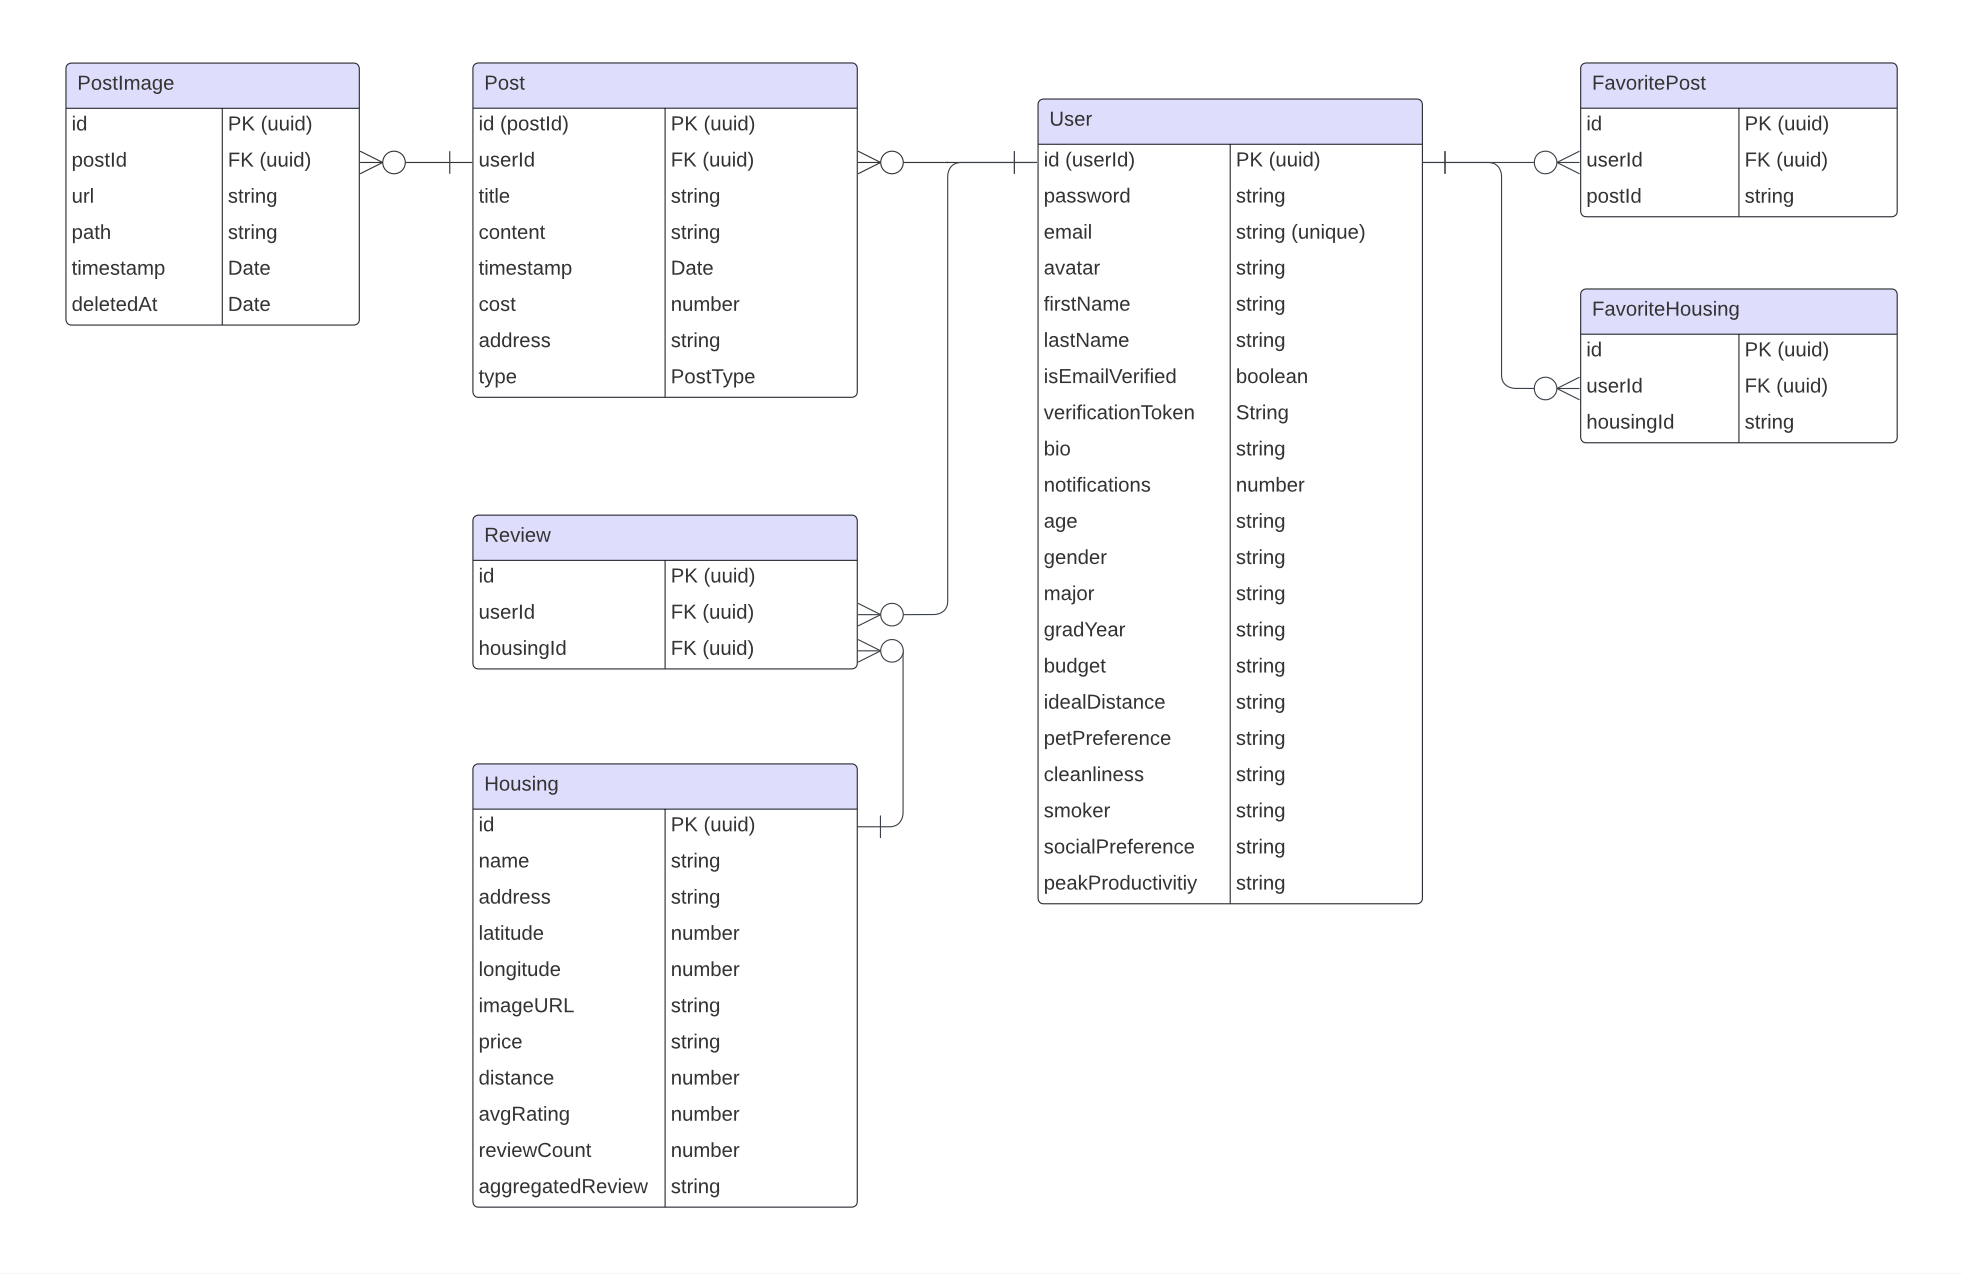 PostImage
id PK (uuid)
postId FK (uuid)
url string
path string
timestamp Date
deletedAt Date
Post
id (postId) PK (uuid)
userId FK (uuid)
title string
content string
timestamp Date
cost number
address string
type PostType
Review
id PK (uuid)
userId FK (uuid)
housingId FK (uuid)
Housing
id PK (uuid)
name string
address string
latitude number
longitude number
imageURL string
price string
distance number
avgRating number
reviewCount number
aggregatedReview string
User
id (userId) PK (uuid)
password string
email string (unique)
avatar string
firstName string
lastName string
isEmailVerified boolean
verificationToken String
bio string
notifications number
age string
gender string
major string
gradYear string
budget string
idealDistance string
petPreference string
cleanliness string
smoker string
socialPreference string
peakProductivitiy string
FavoritePost
id PK (uuid)
userId FK (uuid)
postId string
FavoriteHousing
id PK (uuid)
userId FK (uuid)
housingId string